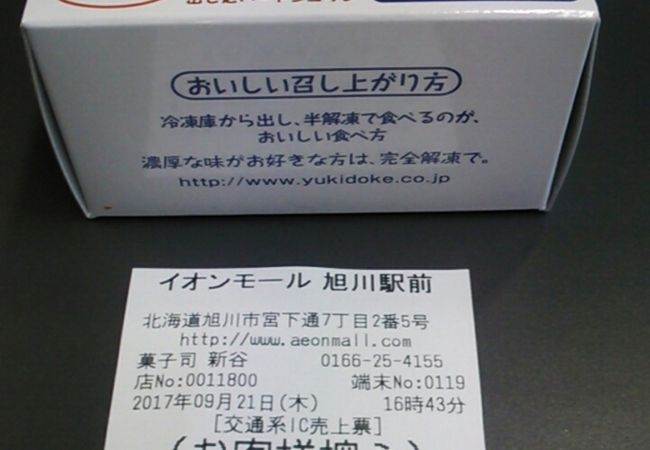 おいしい召し上がり方
冷凍庫から出し、半解凍で食べるのが、
おいしい食べ方
濃厚な味がお好きな方は、完全解凍で。
http://www.yukidoke.co.jp
イオンモール 旭川駅前
北海道旭川市宮下通7丁目2番5号
http://www.aeonmall.com
菓子司 新谷 0166-25-4155
店No:0011800 端末No:0119
2017年09月21日(木) 16時43分
[交通系IC売上票]